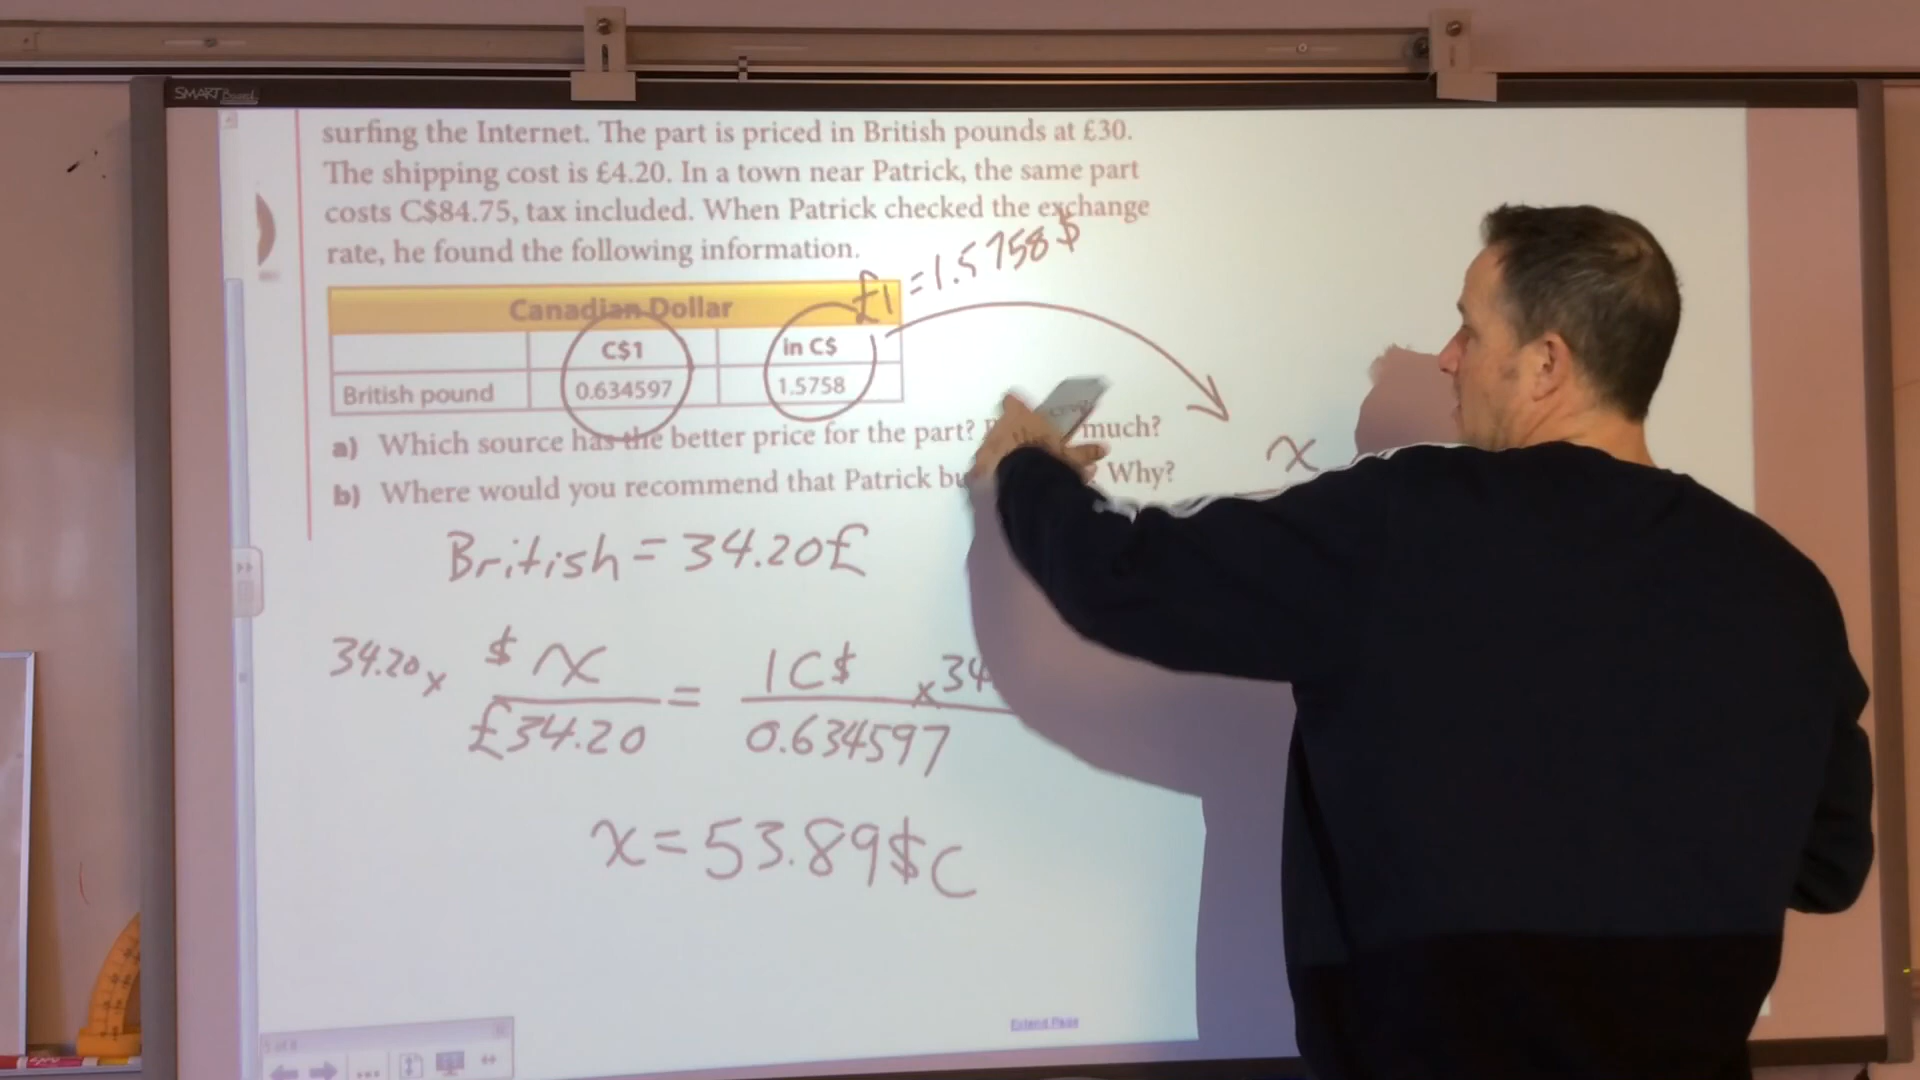 SMART Board
surfing the Internet. The part is priced in British pounds at £30.
The shipping cost is £4.20. In a town near Patrick, the same part
costs C$84.75, tax included. When Patrick checked the exchange
rate, he found the following information.
£1 = 1.5758$
Canadian Dollar
C$1 in C$
British pound 0.634597 1.5758
a) Which source has the better price for the part? much?
b) Where would you recommend that Patrick Why?
x
British = 34.20£
34.20 x $ x = 1C$ x 34
£34.20 0.634597
x = 53.89$C
Extend Page